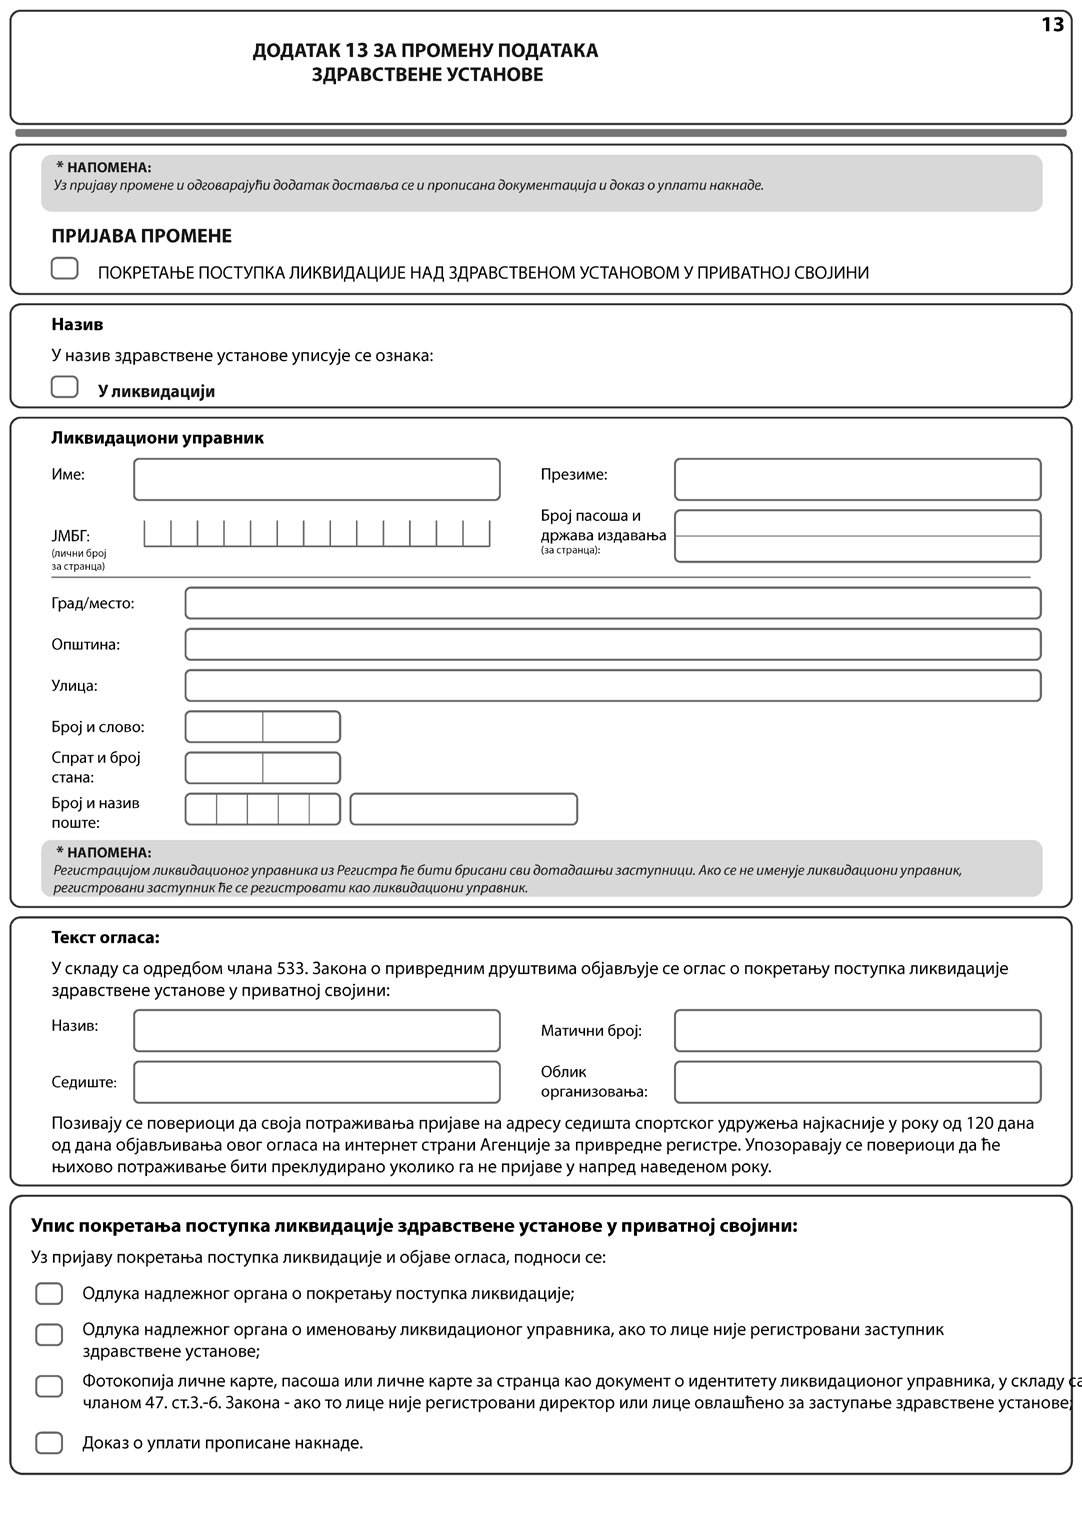 13
ДОДАТАК 13 ЗА ПРОМЕНУ ПОДАТАКА
ЗДРАВСТВЕНЕ УСТАНОВЕ
* НАПОМЕНА:
Уз пријаву промене и одговарајући додатак доставља се и прописана документација и доказ о уплати накнаде.
ПРИЈАВА ПРОМЕНЕ
ПОКРЕТАЊЕ ПОСТУПКА ЛИКВИДАЦИЈЕ НАД ЗДРАВСТВЕНОМ УСТАНОВОМ У ПРИВАТНОЈ СВОЈИНИ
Назив
У назив здравствене установе уписује се ознака:
У ликвидацији
Ликвидациони управник
Име:
Презиме:
ЈМБГ:
(лични број
за странца)
Број пасоша и
држава издавања
(за странца):
Град/место:
Општина:
Улица:
Број и слово:
Спрат и број
стана:
Број и назив
поште:
* НАПОМЕНА:
Регистрацијом ликвидационог управника из Регистра ће бити брисани сви дотадашњи заступници. Ако се не именује ликвидациони управник,
регистровани заступник ће се регистровати као ликвидациони управник.
Текст огласа:
У складу са одредбом члана 533. Закона о привредним друштвима објављује се оглас о покретању поступка ликвидације
здравствене установе у приватној својини:
Назив:
Матични број:
Седиште:
Облик
организовања:
Позивају се повериоци да своја потраживања пријаве на адресу седишта спортског удружења најкасније у року од 120 дана
од дана објављивања овог огласа на интернет страни Агенције за привредне регистре. Упозоравају се повериоци да ће
њихово потраживање бити преклудирано уколико га не пријаве у напред наведеном року.
Упис покретања поступка ликвидације здравствене установе у приватној својини:
Уз пријаву покретања поступка ликвидације и објаве огласа, подноси се:
Одлука надлежног органа о покретању поступка ликвидације;
Одлука надлежног органа о именовању ликвидационог управника, ако то лице није регистровани заступник
здравствене установе;
Фотокопија личне карте, пасоша или личне карте за странца као документ о идентитету ликвидационог управника, у складу са
чланом 47. ст.3.-6. Закона - ако то лице није регистровани директор или лице овлашћено за заступање здравствене установе;
Доказ о уплати прописане накнаде.